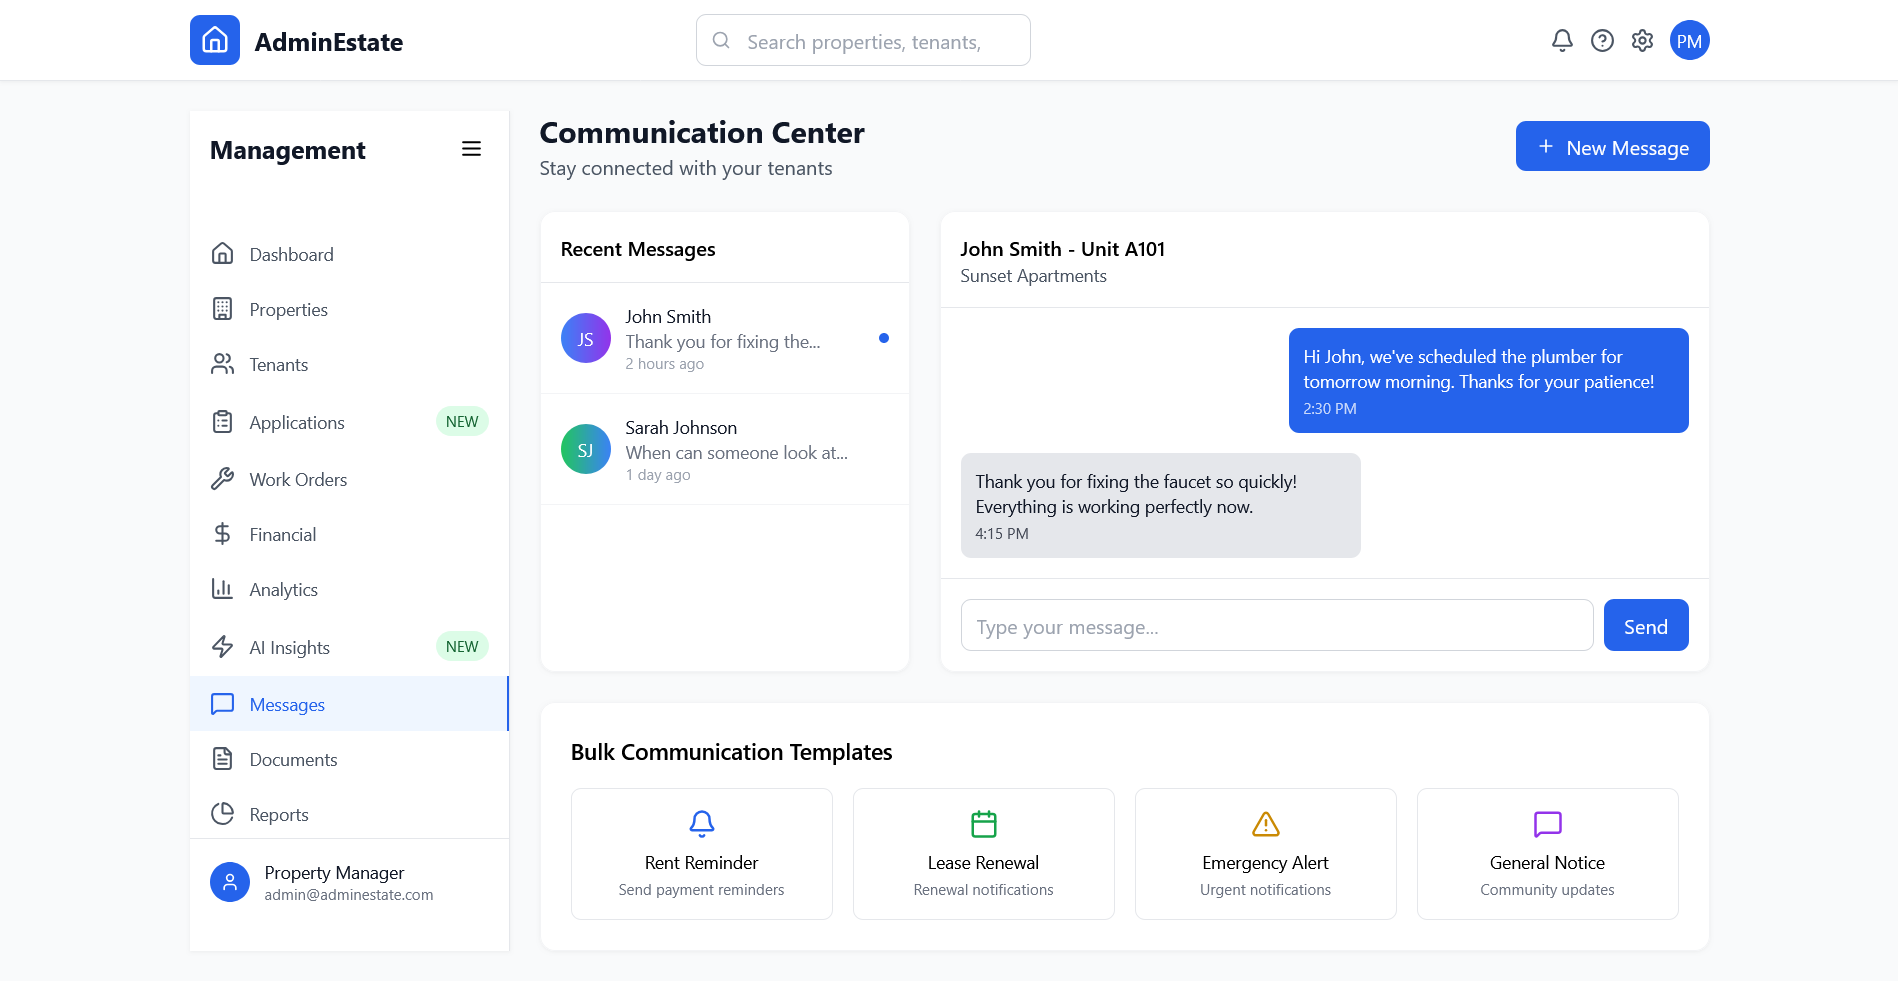 AdminEstate
Search properties, tenants,
PM
Management
Dashboard
Properties
Tenants
Applications
NEW
Work Orders
Financial
Analytics
AI Insights
NEW
Messages
Documents
Reports
Property Manager
admin@adminestate.com
Communication Center
Stay connected with your tenants
New Message
Recent Messages
JS
John Smith
Thank you for fixing the...
2 hours ago
SJ
Sarah Johnson
When can someone look at...
1 day ago
John Smith - Unit A101
Sunset Apartments
Hi John, we've scheduled the plumber for
tomorrow morning. Thanks for your patience!
2:30 PM
Thank you for fixing the faucet so quickly!
Everything is working perfectly now.
4:15 PM
Type your message...
Send
Bulk Communication Templates
Rent Reminder
Send payment reminders
Lease Renewal
Renewal notifications
Emergency Alert
Urgent notifications
General Notice
Community updates